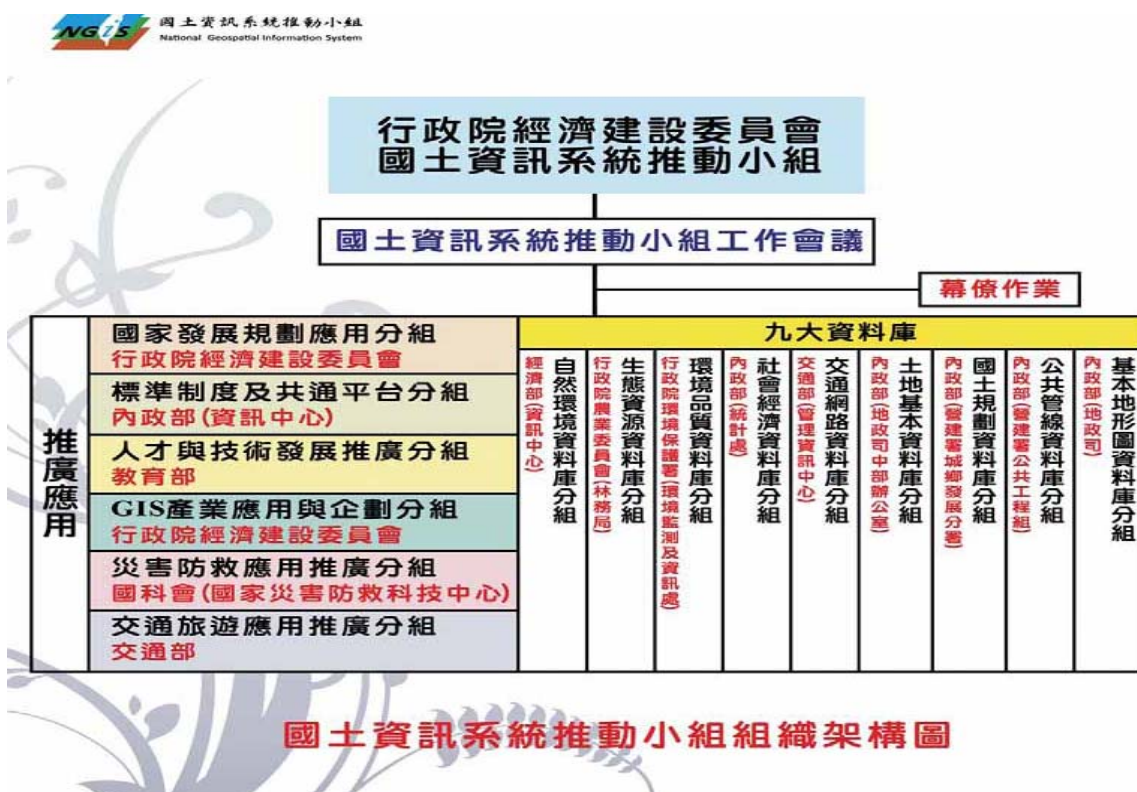 NGiS
國土資訊系統推動小組
National Geospatial Information System
行政院經濟建設委員會
國土資訊系統推動小組
國土資訊系統推動小組工作會議
幕僚作業
推廣應用
國家發展規劃應用分組
行政院經濟建設委員會
標準制度及共通平台分組
內政部(資訊中心)
人才與技術發展推廣分組
教育部
GIS產業應用與企劃分組
行政院經濟建設委員會
災害防救應用推廣分組
國科會(國家災害防救科技中心)
交通旅遊應用推廣分組
交通部
九大資料庫
自然環境資料庫分組
經濟部(資訊中心)
生態資源資料庫分組
行政院農業委員會(林務局)
環境品質資料庫分組
行政院環境保護署(環境監測及資訊處)
社會經濟資料庫分組
內政部(統計處)
交通網路資料庫分組
交通部(管理資訊中心)
土地基本資料庫分組
內政部(地政司中部辦公室)
國土規劃資料庫分組
內政部(營建署城鄉發展分署)
公共管線資料庫分組
內政部(營建署公共工程組)
基本地形圖資料庫分組
內政部(地政司)
國土資訊系統推動小組組織架構圖